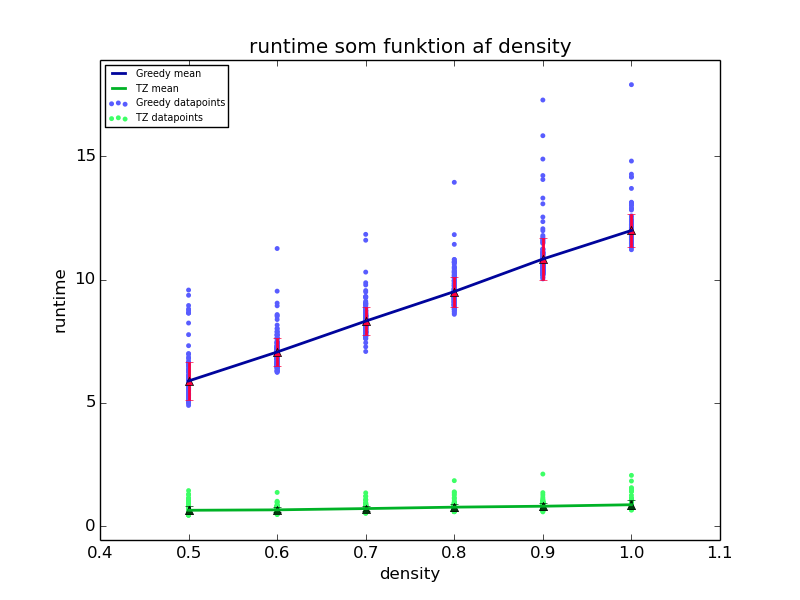 runtime som funktion af density
Greedy mean
TZ mean
Greedy datapoints
TZ datapoints
15
10
5
0
runtime
0.4 0.5 0.6 0.7 0.8 0.9 1.0 1.1
density